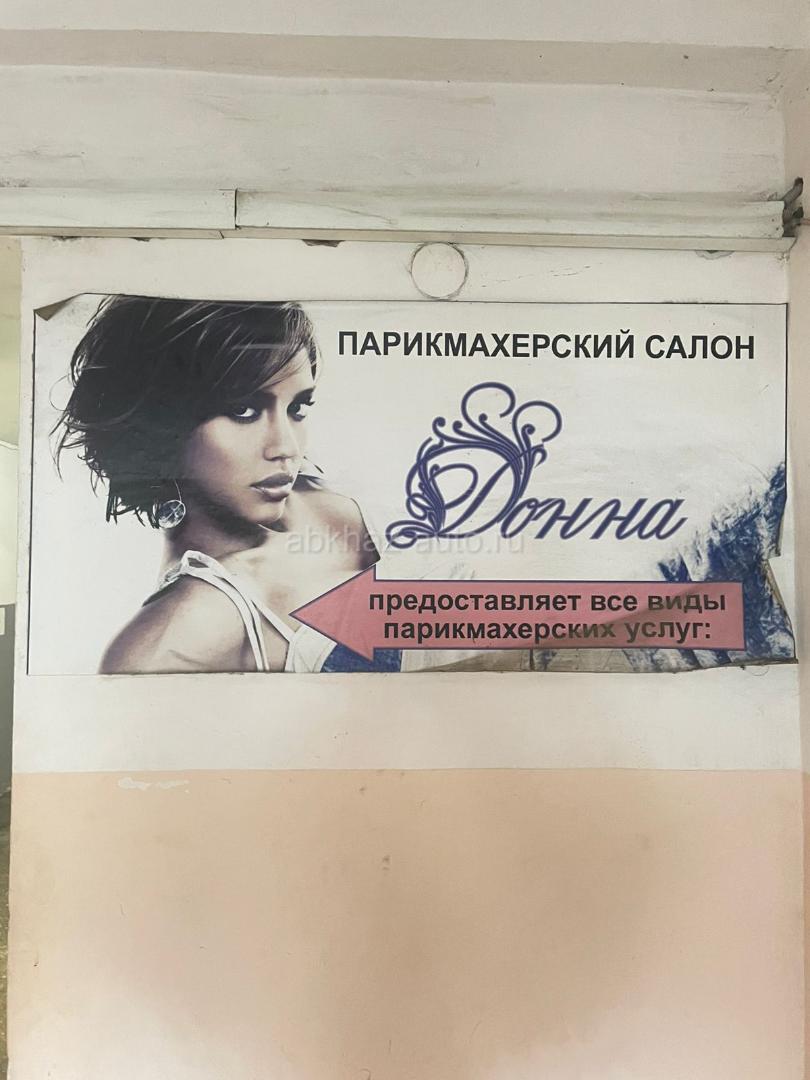 ПАРИКМАХЕРСКИЙ САЛОН
Донна
abkhaz-auto.ru
предоставляет все виды
парикмахерских услуг: